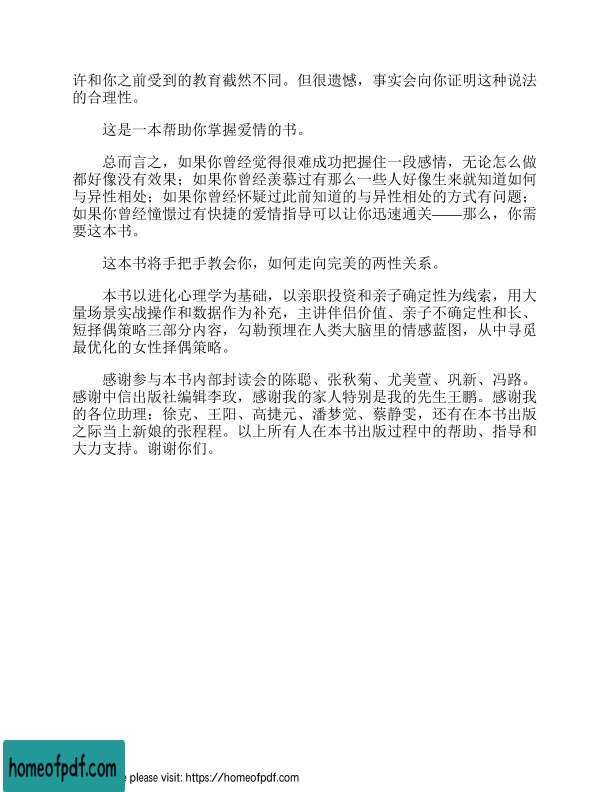 许和你之前受到的教育截然不同。但很遗憾，事实会向你证明这种说法
的合理性。
这是一本帮助你掌握爱情的书。
总而言之，如果你曾经觉得很难成功把握住一段感情，无论怎么做
都好像没有效果；如果你曾经羡慕过有那么一些人好像生来就知道如何
与异性相处；如果你曾经怀疑过此前知道的与异性相处的方式有问题；
如果你曾经憧憬过有快捷的爱情指导可以让你迅速通关——那么，你需
要这本书。
这本书将手把手教会你，如何走向完美的两性关系。
本书以进化心理学为基础，以亲职投资和亲子确定性为线索，用大
量场景实战操作和数据作为补充，主讲伴侣价值、亲子不确定性和长、
短择偶策略三部分内容，勾勒预埋在人类大脑里的情感蓝图，从中寻觅
最优化的女性择偶策略。
感谢参与本书内部封读会的陈聪、张秋菊、尤美萱、巩新、冯路。
感谢中信出版社编辑李玫，感谢我的家人特别是我的先生王鹏。感谢我
的各位助理：徐克、王阳、高捷元、潘梦觉、蔡静雯，还有在本书出版
之际当上新娘的张程程。以上所有人在本书出版过程中的帮助、指导和
大力支持。谢谢你们。
homeofpdf.com
e please visit: https://homeofpdf.com